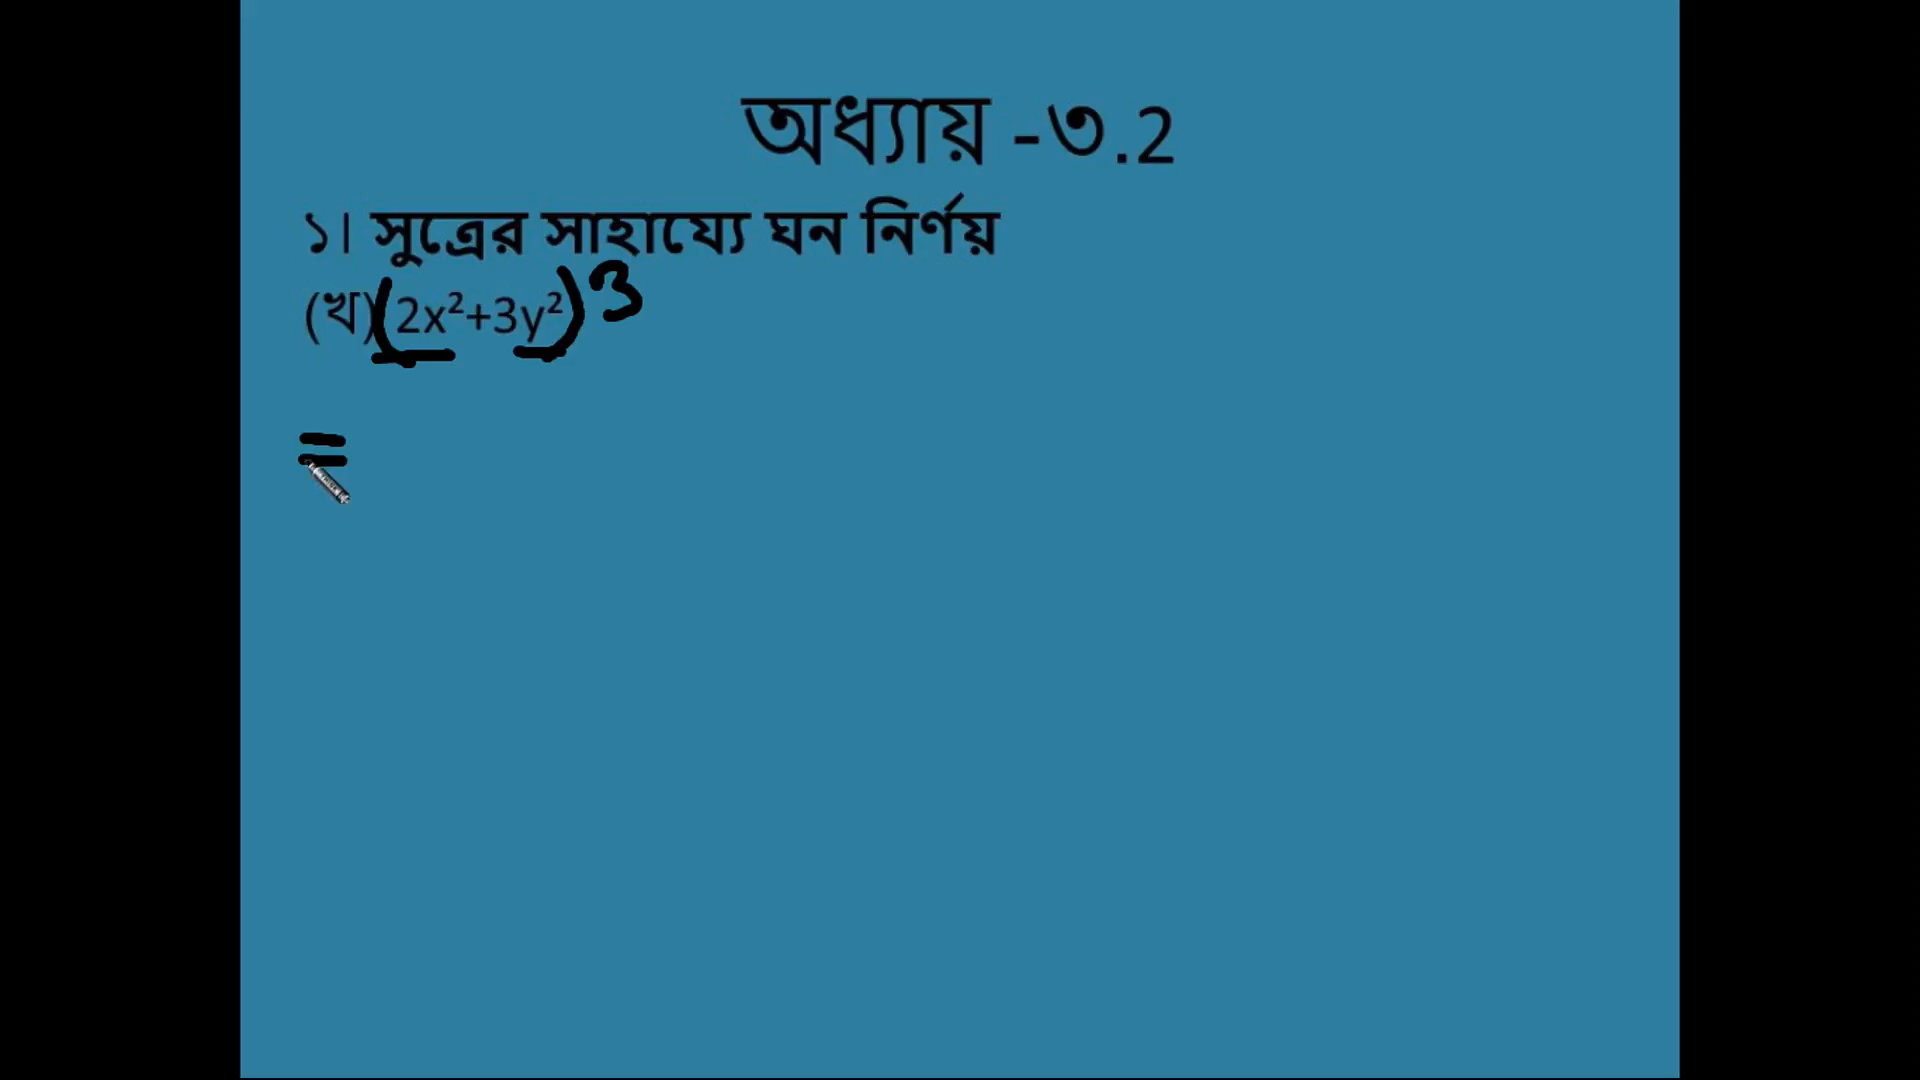 অধ্যায় -৩.2
১। সুত্রের সাহায্যে ঘন নির্ণয়
(খ)(2x²+3y²)3
=